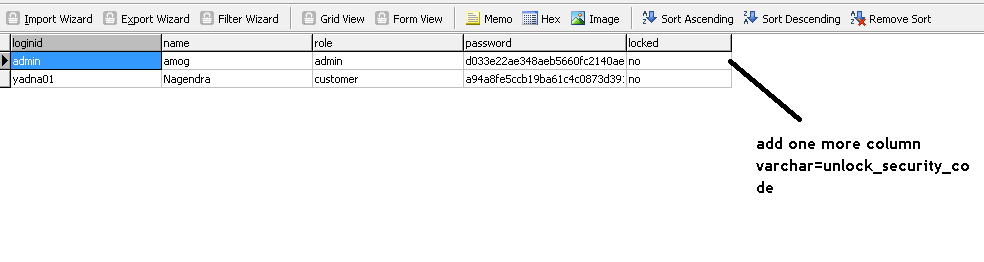 Import Wizard Export Wizard Filter Wizard Grid View Form View Memo Hex Image Sort Ascending Sort Descending Remove Sort
loginid name role password locked
admin amog admin d033e22ae348aeb5660fc2140ae no
yadna01 Nagendra customer a94a8fe5ccb19ba61c4c0873d391 no
add one more column
varchar=unlock_security_co
de